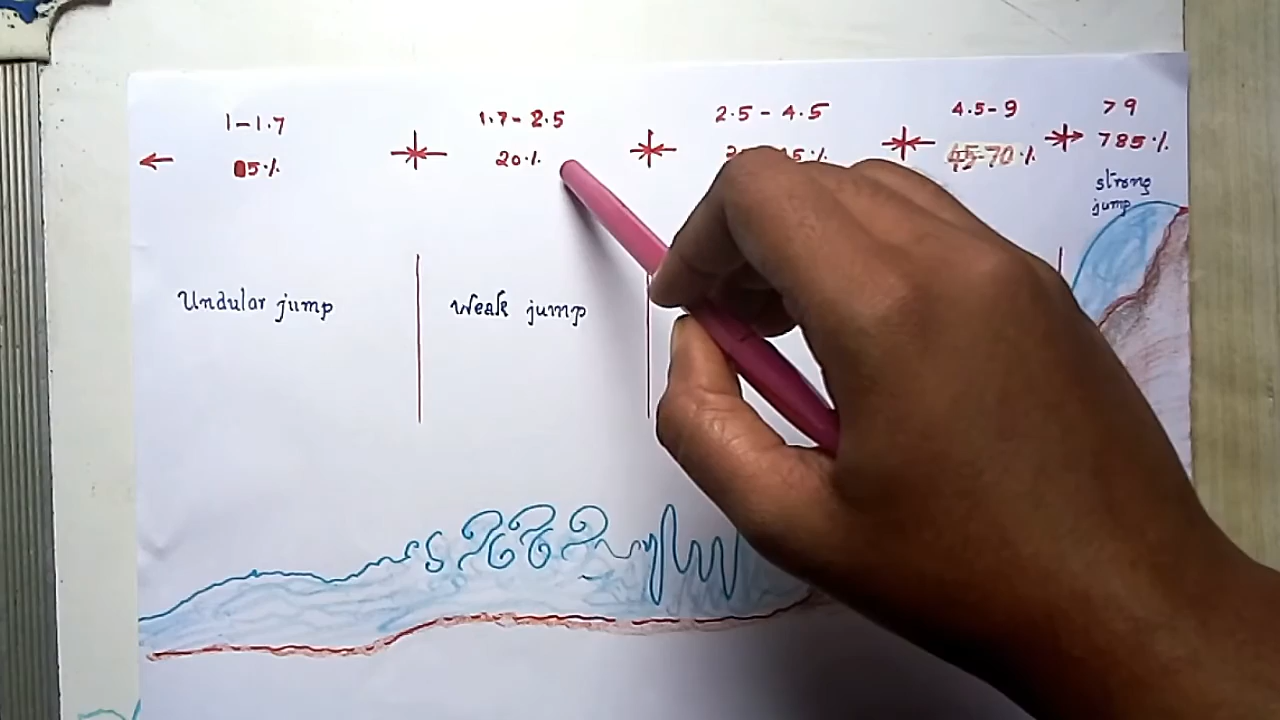 1-1.7
5%
1.7-2.5
20%
2.5-4.5
4.5-9
45-70%
>9
785%
strong
jump
Undular jump
Weak jump